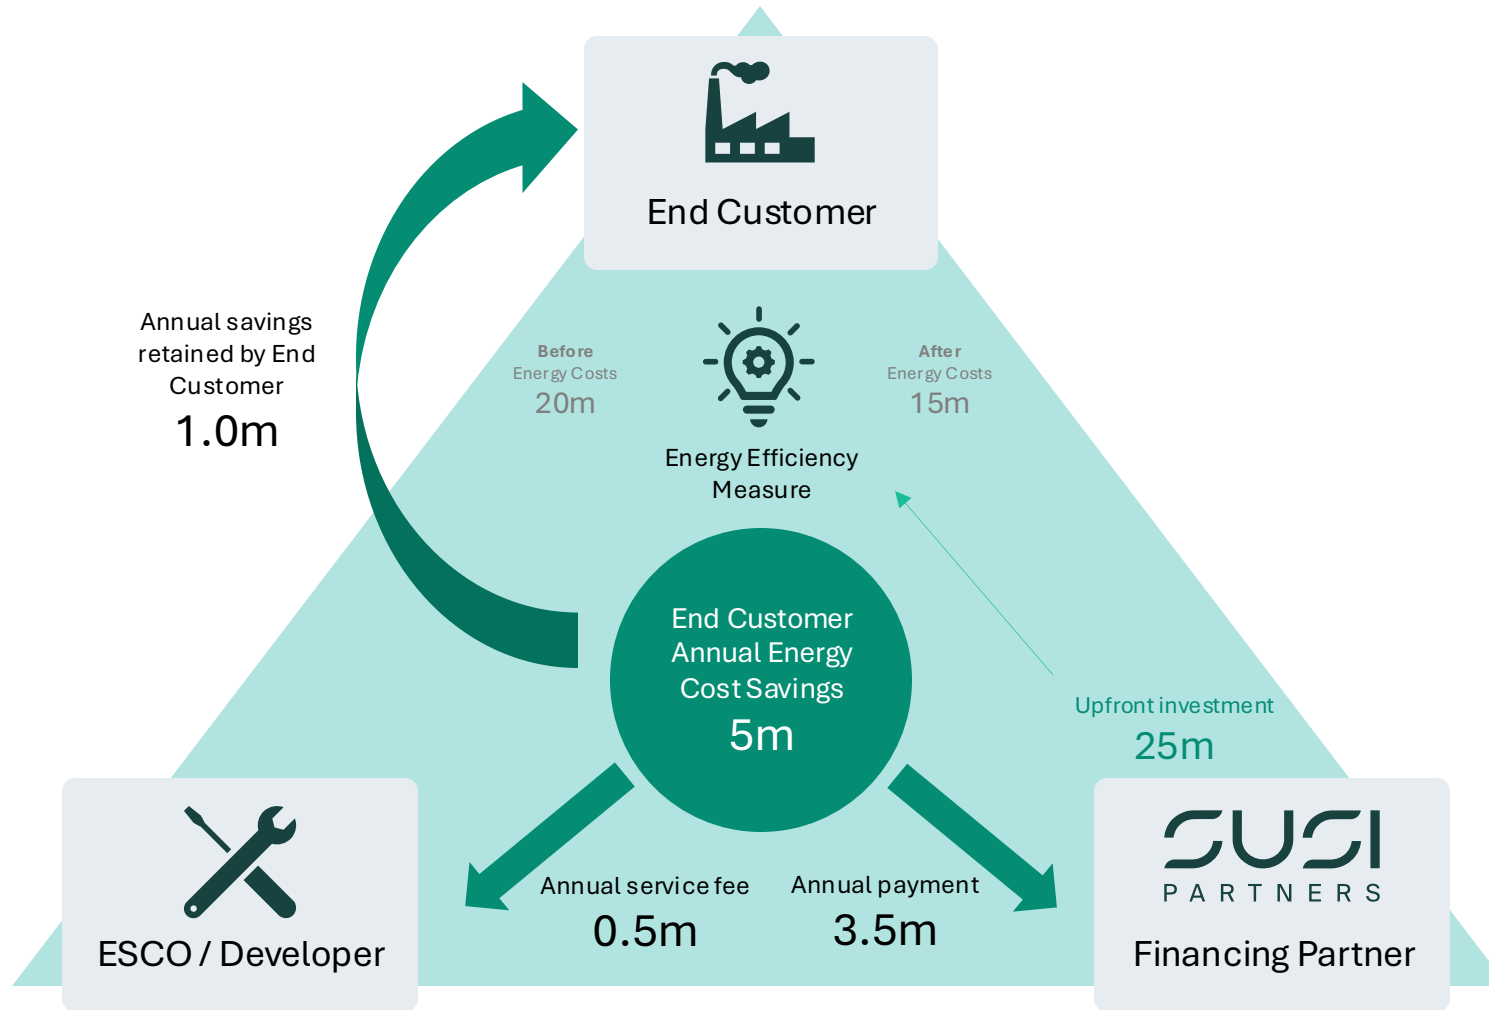 End Customer
Annual savings
retained by End
Customer
1.0m
Before
Energy Costs
20m
After
Energy Costs
15m
Energy Efficiency
Measure
End Customer
Annual Energy
Cost Savings
5m
Upfront investment
25m
Annual service fee
0.5m
Annual payment
3.5m
ESCO / Developer
SUSI
PARTNERS
Financing Partner